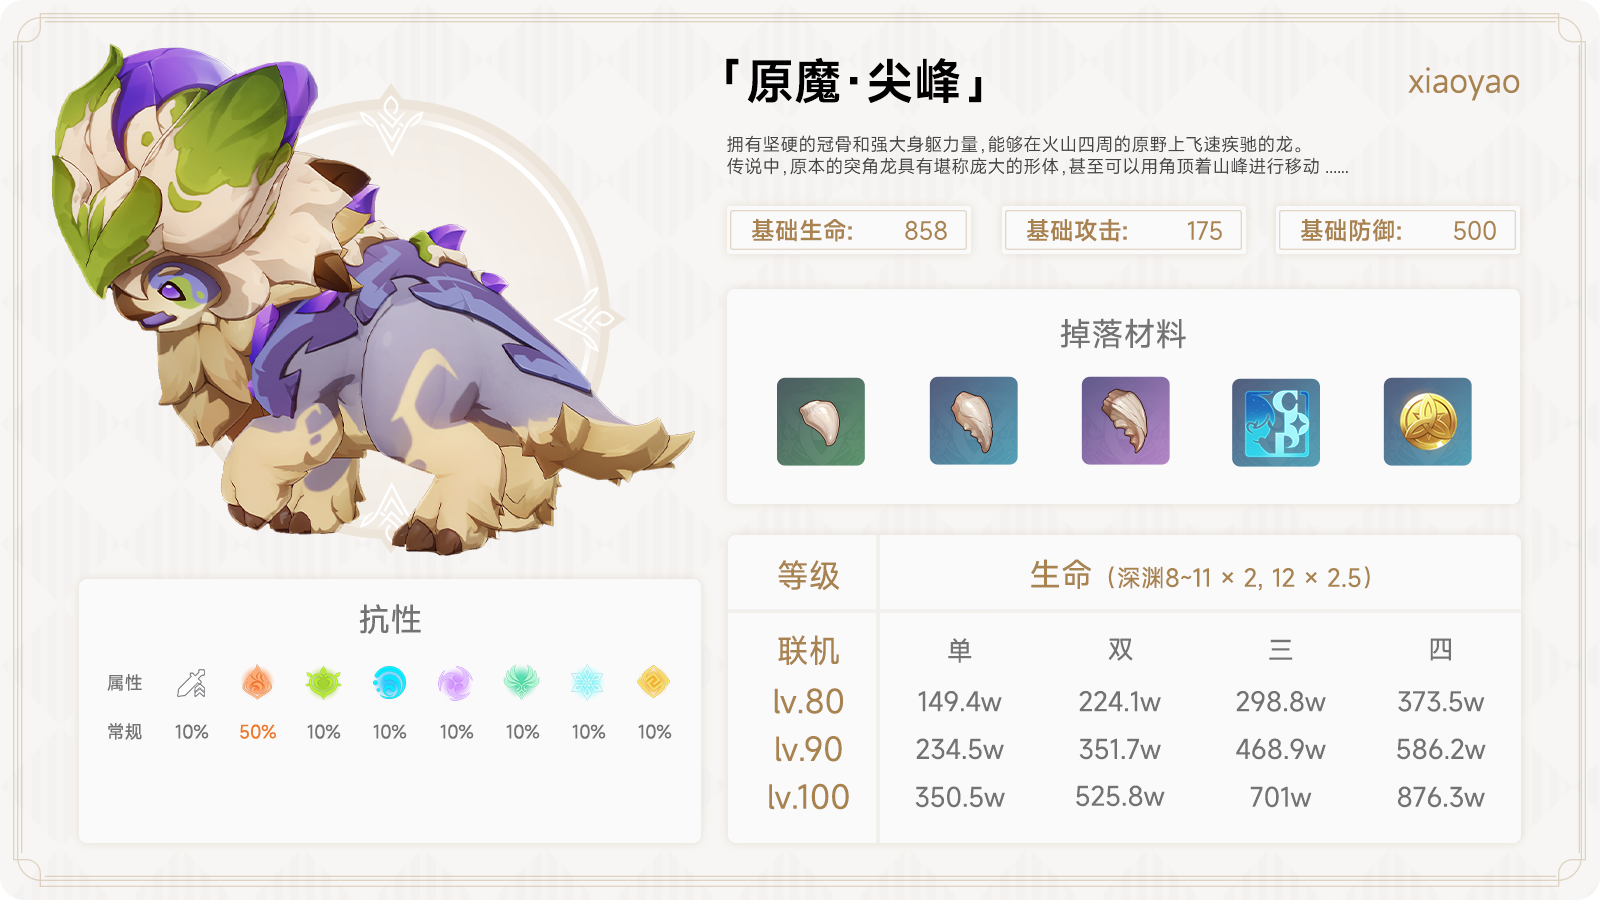 「原魔·尖峰」
xiaoyao
拥有坚硬的冠骨和强大身躯力量,能够在火山四周的原野上飞速疾驰的龙。
传说中,原本的突角龙具有堪称庞大的形体,甚至可以用角顶着山峰进行移动 ......
基础生命: 858 基础攻击: 175 基础防御: 500
掉落材料
抗性
属性
常规 10% 50% 10% 10% 10% 10% 10% 10%
等级 生命 (深渊8~11 × 2, 12 × 2.5)
联机 单 双 三 四
lv.80 149.4w 224.1w 298.8w 373.5w
lv.90 234.5w 351.7w 468.9w 586.2w
lv.100 350.5w 525.8w 701w 876.3w